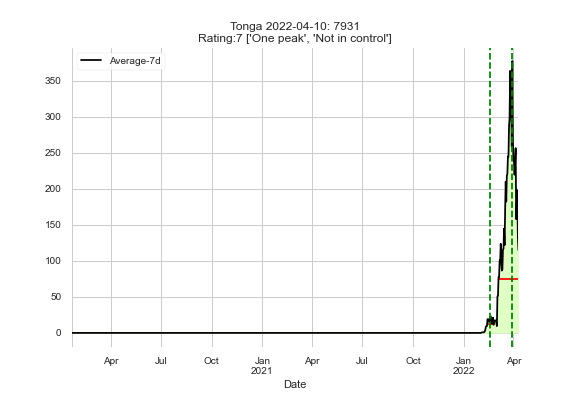 Tonga 2022-04-10: 7931
Rating:7 ['One peak', 'Not in control']
Average-7d
350
300
250
200
150
100
50
0
Apr Jul Oct Jan Apr Jul Oct Jan Apr
2021 2022
Date